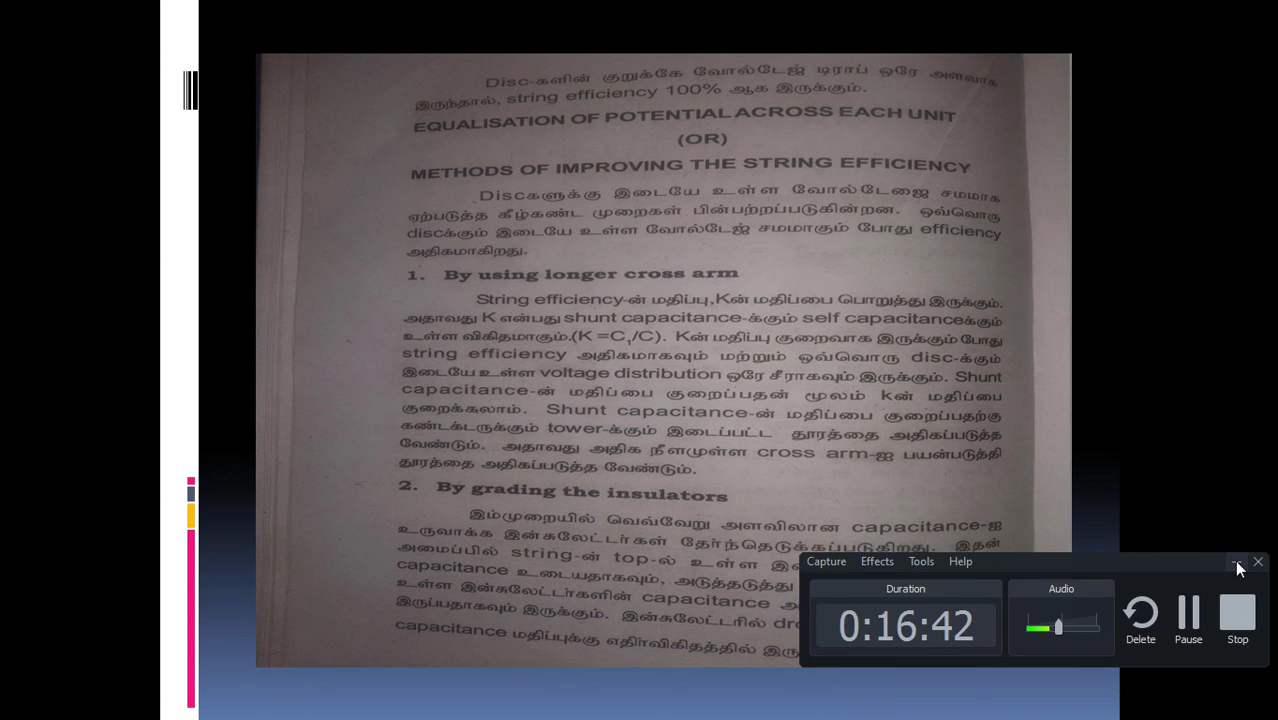 Disc-களின் குறுக்கே வோல்டேஜ் டிராப் ஒரே அளவாக
இருந்தால், string efficiency 100% ஆக இருக்கும்.
EQUALISATION OF POTENTIAL ACROSS EACH UNIT
(OR)
METHODS OF IMPROVING THE STRING EFFICIENCY
Discகளுக்கு இடையே உள்ள வோல்டேஜை சமமாக
ஏற்படுத்த கீழ்கண்ட முறைகள் பின்பற்றப்படுகின்றன. ஒவ்வொரு
discக்கும் இடையே உள்ள வோல்டேஜ் சமமாகும் போது efficiency
அதிகமாகிறது.
1. By using longer cross arm
String efficiency-ன் மதிப்பு,Kன் மதிப்பை பொறுத்து இருக்கும்.
அதாவது K என்பது shunt capacitance-க்கும் self capacitanceக்கும்
உள்ள விகிதமாகும்.(K =C₁/C). Kன் மதிப்பு குறைவாக இருக்கும் போது
string efficiency அதிகமாகவும் மற்றும் ஒவ்வொரு disc-க்கும்
இடையே உள்ள voltage distribution ஒரே சீராகவும் இருக்கும். Shunt
capacitance-ன் மதிப்பை குறைப்பதன் மூலம் kன் மதிப்பை
குறைக்கலாம். Shunt capacitance-ன் மதிப்பை குறைப்பதற்கு
கண்டக்டருக்கும் tower-க்கும் இடைப்பட்ட தூரத்தை அதிகப்படுத்த
வேண்டும். அதாவது அதிக நீளமுள்ள cross arm-ஐ பயன்படுத்தி
தூரத்தை அதிகப்படுத்த வேண்டும்.
2. By grading the insulators
இம்முறையில் வெவ்வேறு அளவிலான capacitance-ஐ
உருவாக்க இன்சுலேட்டர்கள் தேர்ந்தெடுக்கப்படுகிறது. இதன்
அமைப்பில் string-ன் top-ல் உள்ள
capacitance உடையதாகவும், அடுத்தடுத்து
உள்ள இன்சுலேட்டர்களின் capacitance
இருப்பதாகவும் இருக்கும். இன்சுலேட்டரில்
capacitance மதிப்புக்கு எதிர்விகிதத்தில்
Capture Effects Tools Help
Duration
0:16:42
Audio
Delete
Pause
Stop